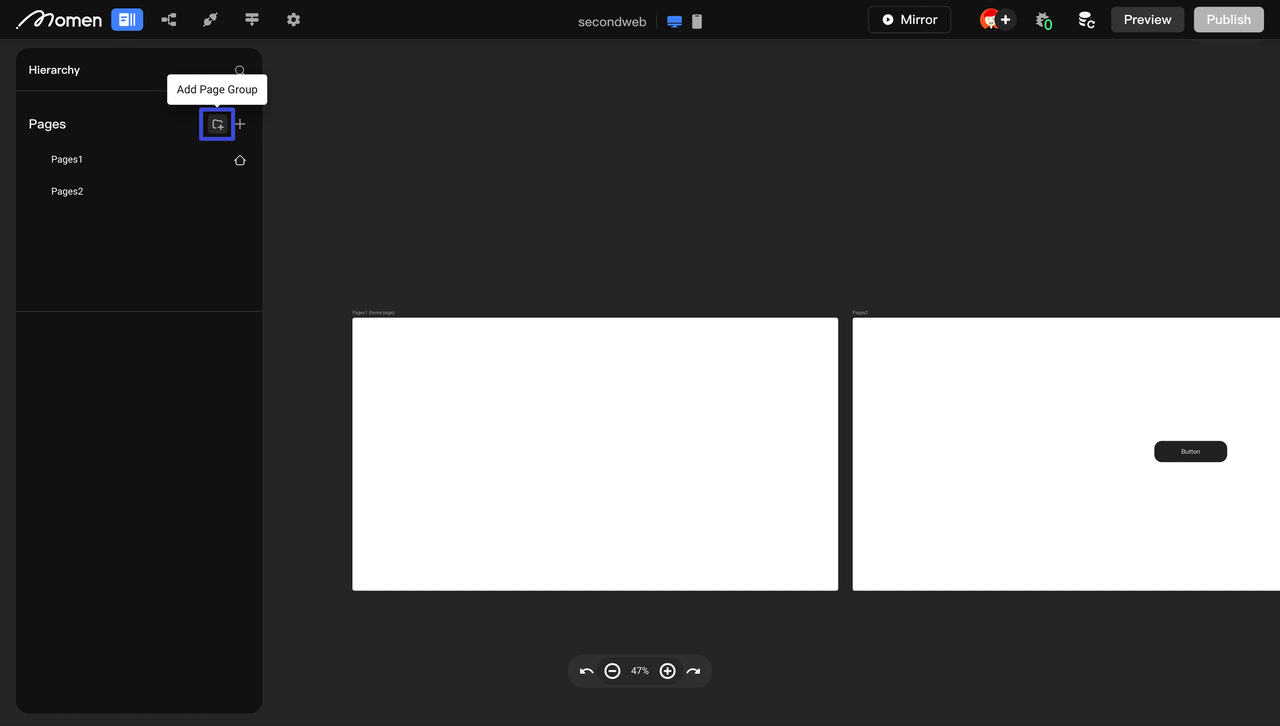 Momen
secondweb
Mirror
0
Preview
Publish
Hierarchy
Add Page Group
Pages
Pages1
Pages2
Pages1 (home page)
Pages2
Button
47%